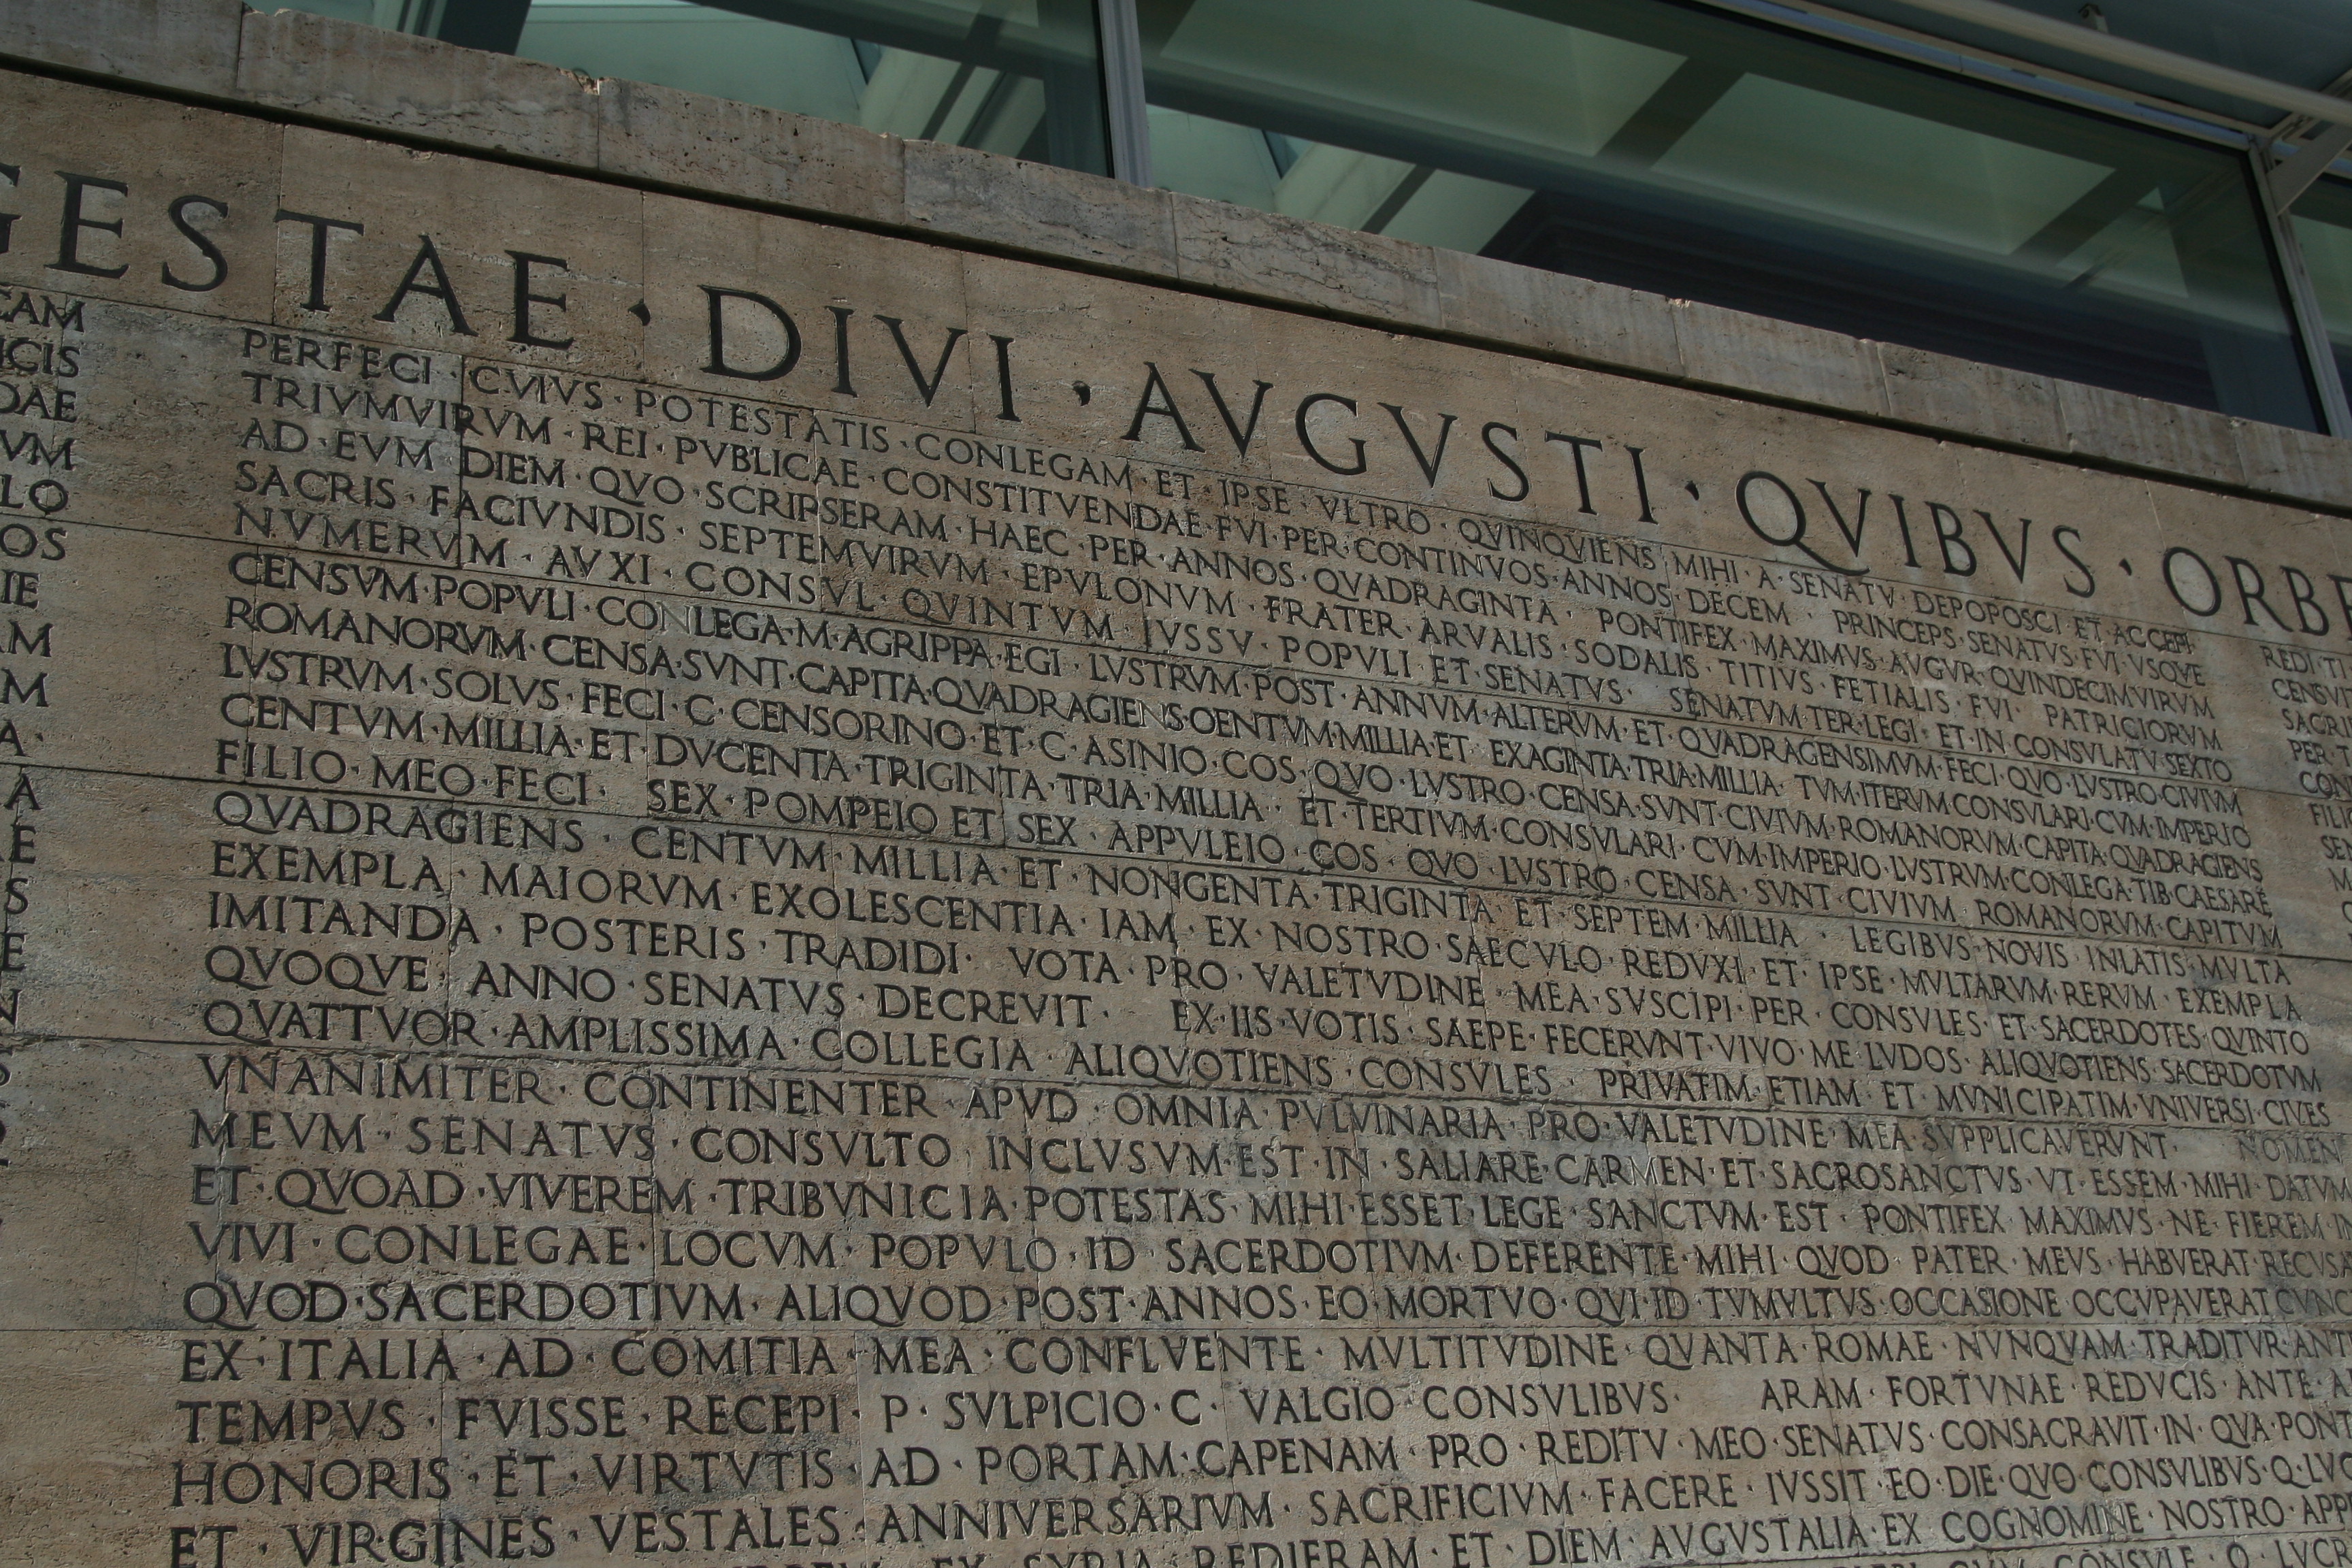 GESTAE · DIVI · AVGVSTI · QVIBVS · ORB
PERFECI · CVIVS · POTESTATIS · CONLEGAM · ET · IPSE · VLTRO · QVINQVIENS · MIHI · A · SENATV · DEPOPOSCI · ET · ACCEPI
TRIVMVIRVM · REI · PVBLICAE · CONSTITVENDAE · FVI · PER · CONTINVOS · ANNOS · DECEM · PRINCEPS · SENATVS · FVI · VSQVE
AD · EVM DIEM · QVO · SCRIPSERAM · HAEC · PER · ANNOS · QVADRAGINTA · PONTIFEX · MAXIMVS · AVGVR · QVINDECIMVIRVM
SACRIS · FACIVNDIS · SEPTEMVIRVM · EPVLONVM · FRATER · ARVALIS · SODALIS · TITIVS · FETIALIS · FVI · PATRICIORVM
NVMERVM · AVXI · CONSVL · QVINTVM · IVSSV · POPVLI · ET · SENATVS · SENATVM · TER · LEGI · ET · IN CONSVLATV · SEXTO
CENSVM · POPVLI · CONLEGA · M · AGRIPPA · EGI · LVSTRVM · POST · ANNVM · ALTERVM · ET · QVADRAGENSIMVM · FECI · QVO · LVSTRO · CIVIVM
ROMANORVM · CENSA · SVNT · CAPITA · QVADRAGIENS · OENTVM · MILLIA · ET EXAGINTA · TRIA · MILLIA · TVM · ITERVM · CONSVLARI · CVM · IMPERIO
LVSTRVM · SOLVS · FECI · C · CENSORINO · ET · C · ASINIO · COS · QVO · LVSTRO · CENSA · SVNT · CIVIVM · ROMANORVM · CAPITA · QVADRAGIENS
CENTVM · MILLIA · ET · DVCENTA · TRIGINTA · TRIA · MILLIA · ET · TERTIVM · CONSVLARI · CVM · IMPERIO · LVSTRVM · CONLEGA · TIB · CAESARE
FILIO · MEO · FECI · SEX · POMPEIO ET SEX · APPVLEIO · COS · QVO · LVSTRO · CENSA · SVNT · CIVIVM · ROMANORVM · CAPITVM
QVADRAGIENS · CENTVM · MILLIA · ET · NONGENTA · TRIGINTA · ET · SEPTEM · MILLIA · LEGIBVS · NOVIS · INLATIS · MVLTA
EXEMPLA · MAIORVM · EXOLESCENTIA · IAM · EX · NOSTRO · SAECVLO · REDVXI · ET · IPSE · MVLTARVM · RERVM · EXEMPLA
IMITANDA · POSTERIS · TRADIDI · VOTA · PRO · VALETVDINE · MEA · SVSCIPI · PER · CONSVLES · ET · SACERDOTES · QVINTO
QVOQVE · ANNO · SENATVS · DECREVIT · EX · IIS · VOTIS · SAEPE · FECERVNT · VIVO · ME LVDOS · ALIQVOTIENS · SACERDOTVM
QVATTVOR · AMPLISSIMA · COLLEGIA · ALIQVOTIENS · CONSVLES · PRIVATIM · ETIAM · ET · MVNICIPATIM · VNIVERSI · CIVES
VNANIMITER · CONTINENTER · APVD · OMNIA · PVLVINARIA · PRO · VALETVDINE · MEA · SVPPLICAVERVNT · NOMEN
MEVM · SENATVS · CONSVLTO · INCLVSVM · EST · IN · SALIARE · CARMEN · ET · SACROSANCTVS · VT · ESSEM · MIHI · DATVM
ET · QVOAD · VIVEREM · TRIBVNICIA · POTESTAS · MIHI · ESSET · LEGE · SANCTVM · EST · PONTIFEX MAXIMVS · NE · FIEREM
VIVI · CONLEGAE · LOCVM · POPVLO · ID · SACERDOTIVM · DEFERENTE · MIHI · QVOD · PATER · MEVS · HABVERAT · RECVSA
QVOD · SACERDOTIVM · ALIQVOD · POST · ANNOS · EO · MORTVO · QVI · ID · TVMVLTVS · OCCASIONE · OCCVPAVERAT · CVNC
EX · ITALIA · AD · COMITIA · MEA · CONFLVENTE · MVLTITVDINE · QVANTA · ROMAE · NVNQVAM · TRADITVR · ANT
TEMPVS · FVISSE · RECEPI · P · SVLPICIO · C · VALGIO · CONSVLIBVS · ARAM · FORTVNAE · REDVCIS · ANTE · A
HONORIS · ET · VIRTVTIS · AD · PORTAM · CAPENAM · PRO · REDITV · MEO · SENATVS · CONSACRAVIT · IN · QVA · PONT
ET · VIRGINES · VESTALES · ANNIVERSARIVM · SACRIFICIVM · FACERE · IVSSIT · EO · DIE · QVO · CONSVLIBVS · Q · LVC
EX · SYRIA · REDIERAM · ET · DIEM · AVGVSTALIA · EX · COGNOMINE · NOSTRO · APP